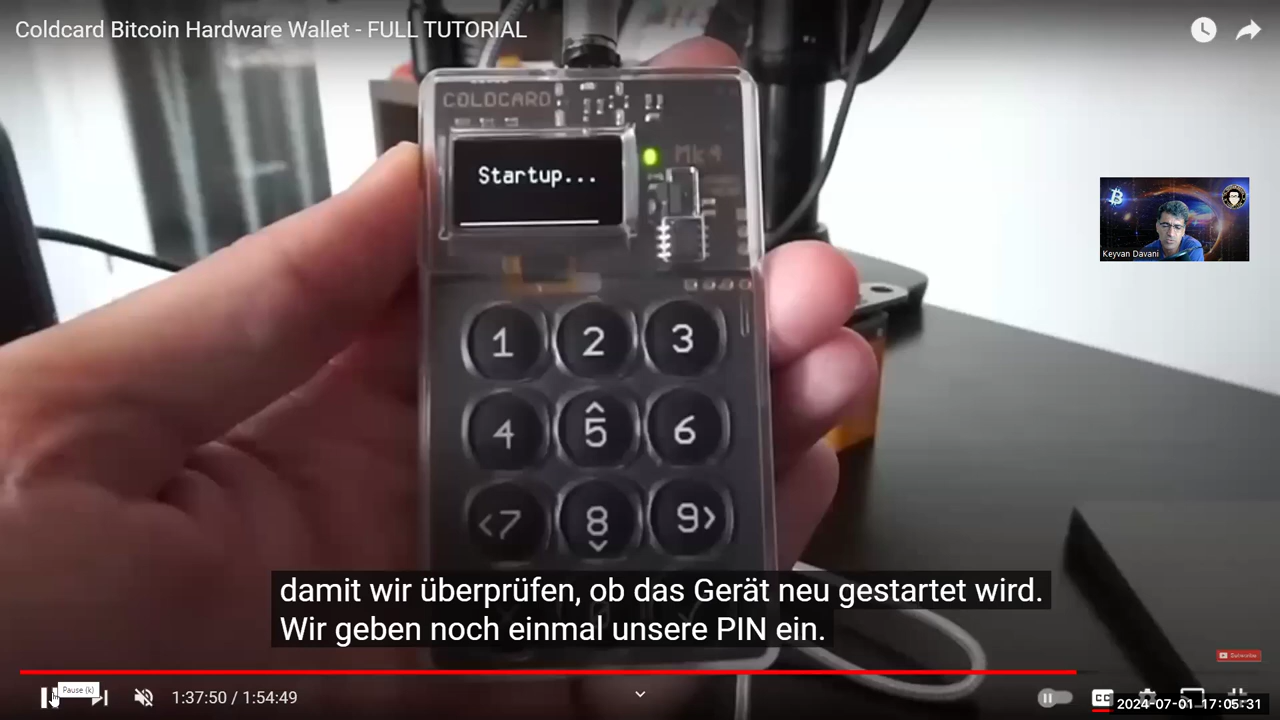 Coldcard Bitcoin Hardware Wallet - FULL TUTORIAL
COLDCARD
Startup...
Mk4
Keyvan Davani
1 2 3
4 5 6
<7 8 9>
damit wir überprüfen, ob das Gerät neu gestartet wird.
Wir geben noch einmal unsere PIN ein.
Subscribe
Pause (k)
1:37:50 / 1:54:49
CC
2024-07-01 17:05:31